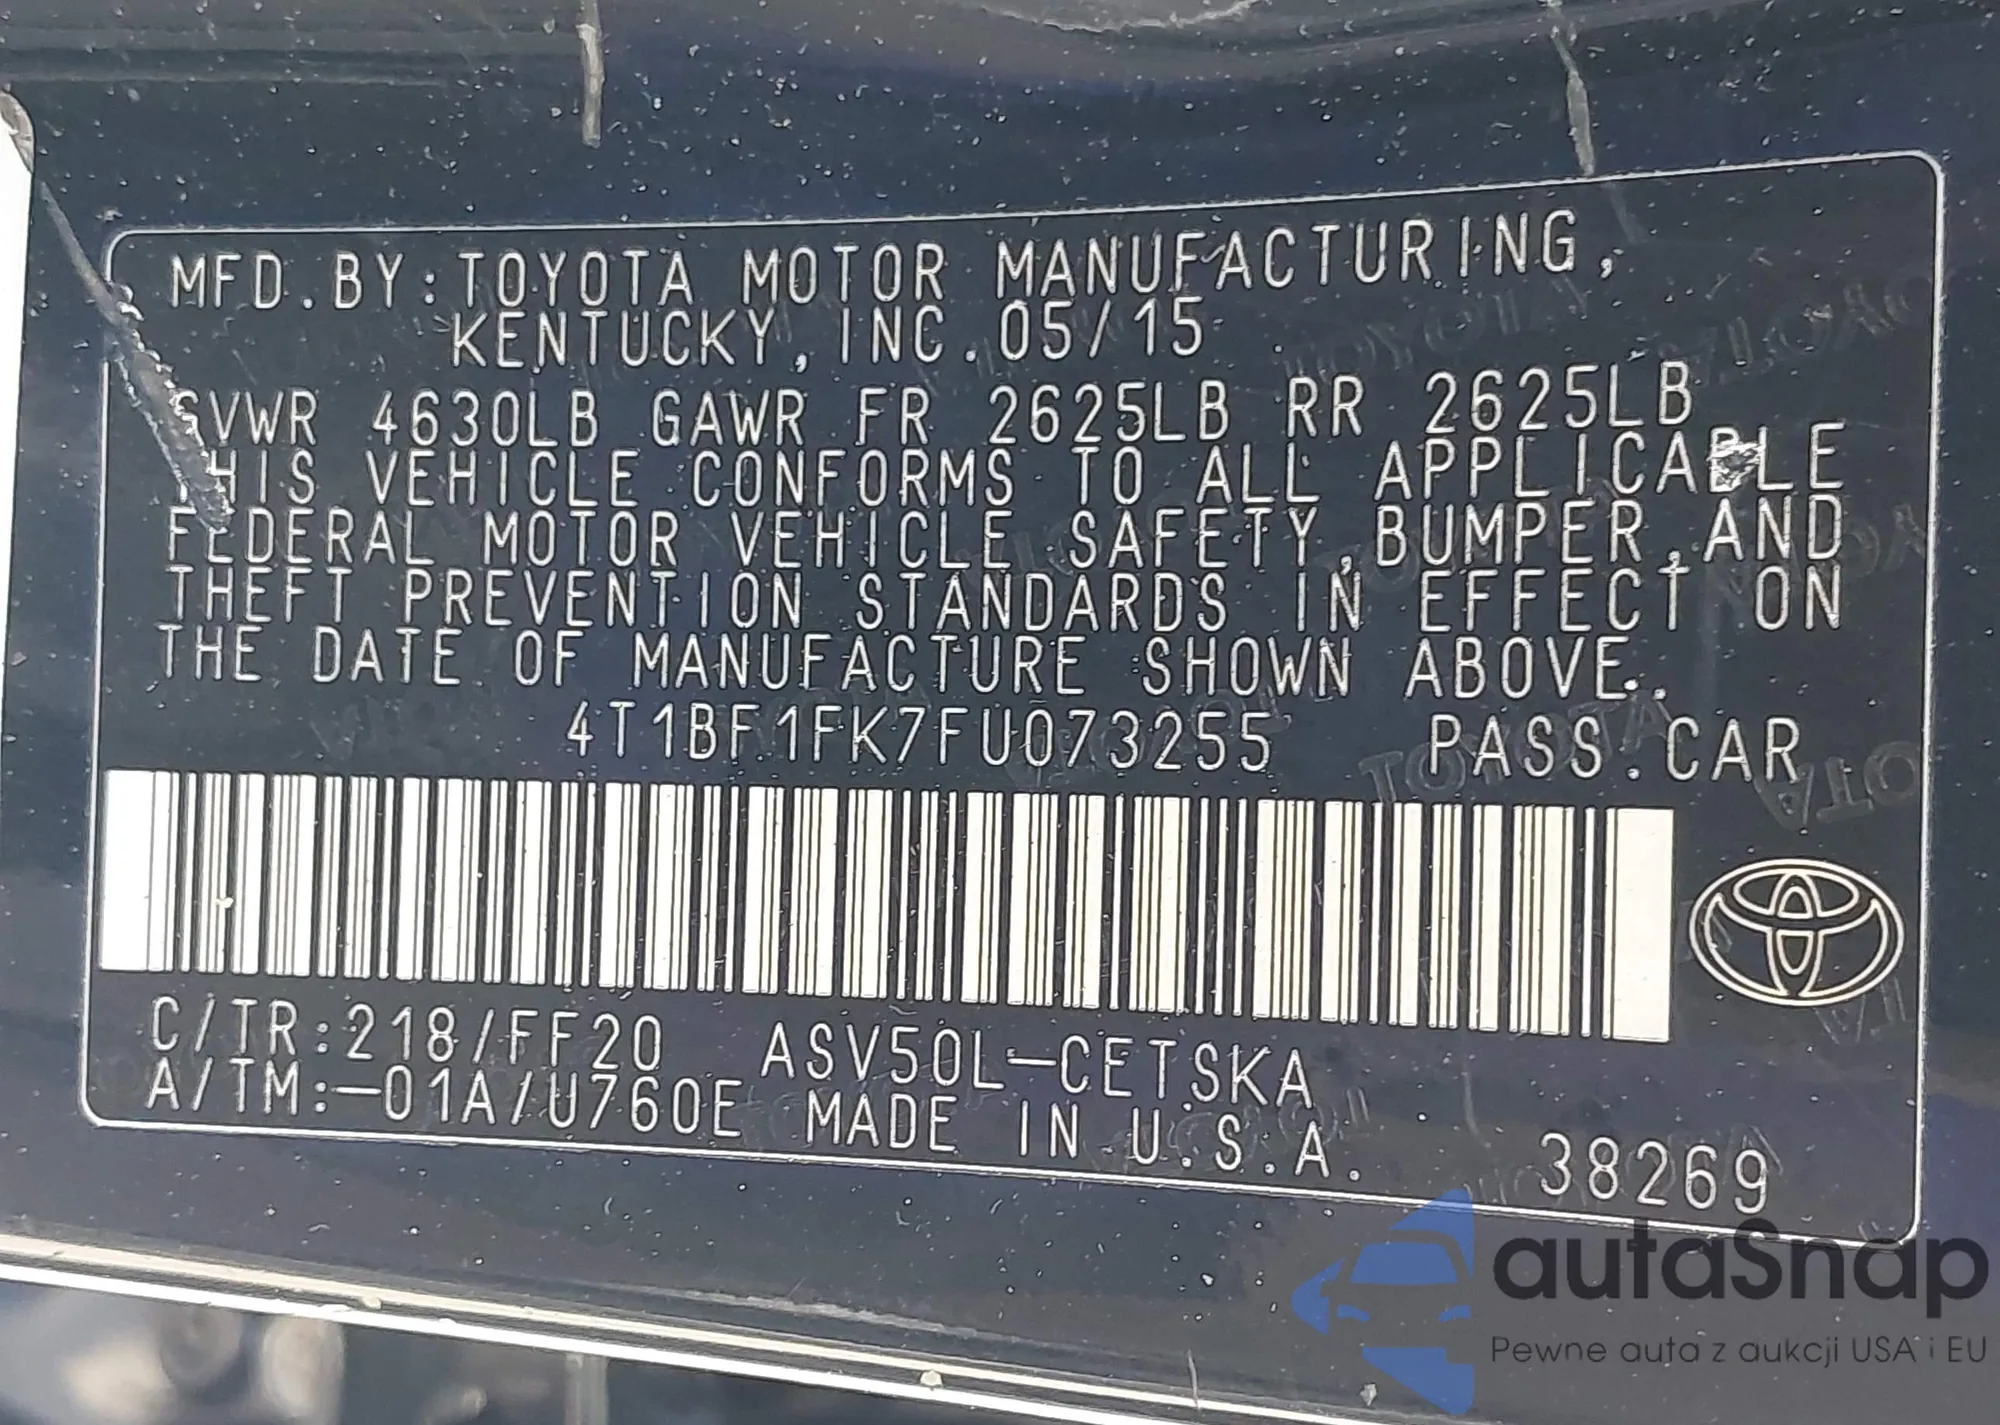 MFD. BY: TOYOTA MOTOR MANUFACTURING,
KENTUCKY, INC. 05/15
GVWR 4630LB GAWR FR 2625LB RR 2625LB
THIS VEHICLE CONFORMS TO ALL APPLICABLE
FEDERAL MOTOR VEHICLE SAFETY, BUMPER, AND
THEFT PREVENTION STANDARDS IN EFFECT ON
THE DATE OF MANUFACTURE SHOWN ABOVE.
4T1BF1FK7FU073255 PASS. CAR
C/TR:218/FF20 ASV50L-CETSKA
A/TM:-01A/U760E MADE IN U.S.A. 38269
autaSnap
Pewne auta z aukcji USA i EU